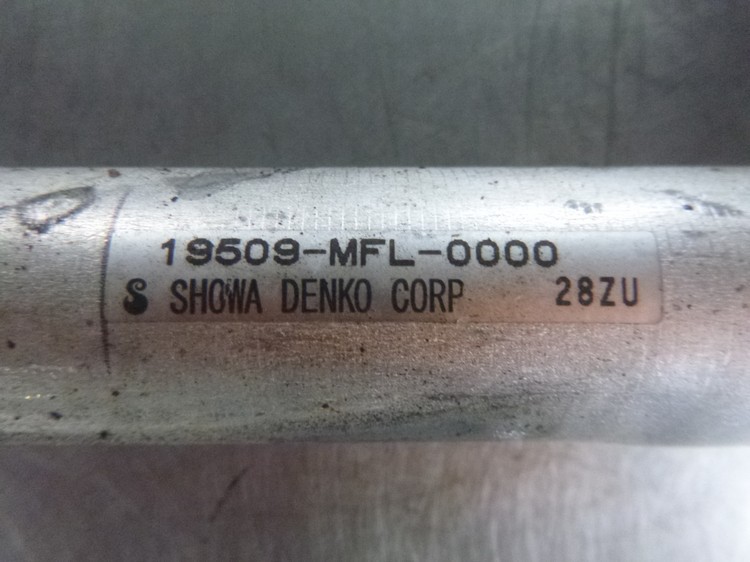 19509-MFL-0000
SHOWA DENKO CORP 28ZU